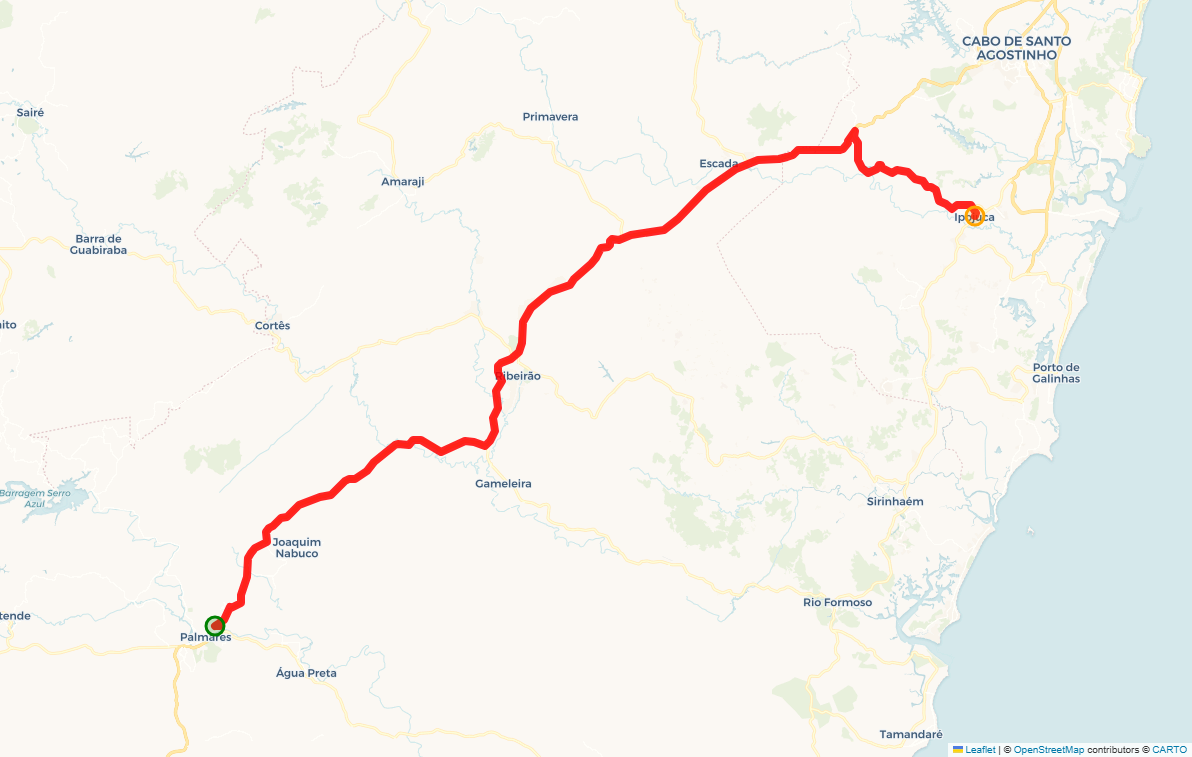 CABO DE SANTO
AGOSTINHO
Sairé
Primavera
Escada
Amaraji
Ipojuca
Barra de
Guabiraba
Cortês
ito
Porto de
Galinhas
Ribeirão
Gameleira
Barragem Serro
Azul
Sirinhaém
Joaquim
Nabuco
Rio Formoso
tende
Palmares
Água Preta
Tamandaré
Leaflet | © OpenStreetMap contributors © CARTO